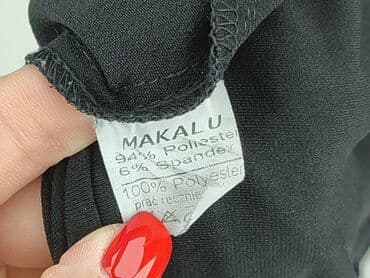 MAKALU
94% Poliester
6% Spandex
100% Polyester
prać ręcznie